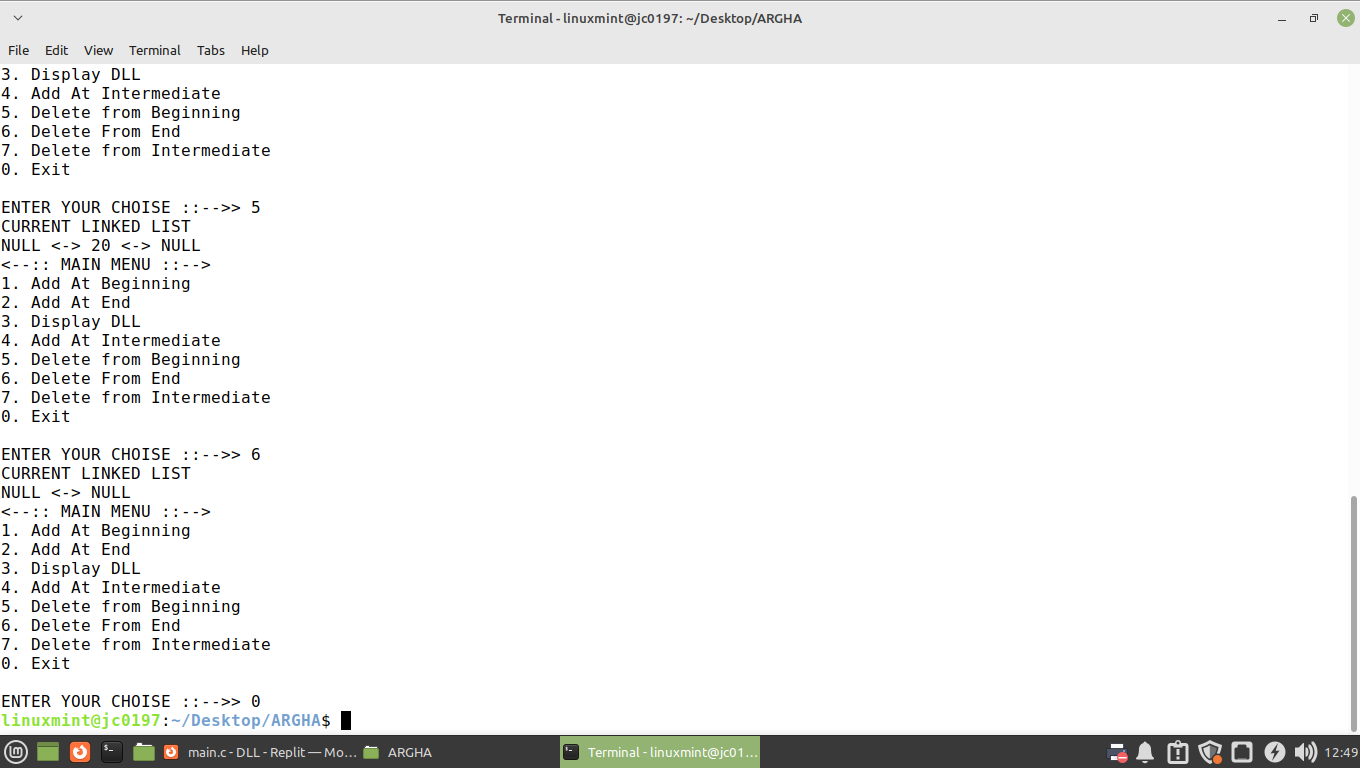 Terminal - linuxmint@jc0197: ~/Desktop/ARGHA
File Edit View Terminal Tabs Help
3. Display DLL
4. Add At Intermediate
5. Delete from Beginning
6. Delete From End
7. Delete from Intermediate
0. Exit
ENTER YOUR CHOISE ::-->> 5
CURRENT LINKED LIST
NULL <-> 20 <-> NULL
<--:: MAIN MENU ::-->
1. Add At Beginning
2. Add At End
3. Display DLL
4. Add At Intermediate
5. Delete from Beginning
6. Delete From End
7. Delete from Intermediate
0. Exit
ENTER YOUR CHOISE ::-->> 6
CURRENT LINKED LIST
NULL <-> NULL
<--:: MAIN MENU ::-->
1. Add At Beginning
2. Add At End
3. Display DLL
4. Add At Intermediate
5. Delete from Beginning
6. Delete From End
7. Delete from Intermediate
0. Exit
ENTER YOUR CHOISE ::-->> 0
linuxmint@jc0197:~/Desktop/ARGHA$
main.c - DLL - Replit — Mo... ARGHA Terminal - linuxmint@jc01... 12:49